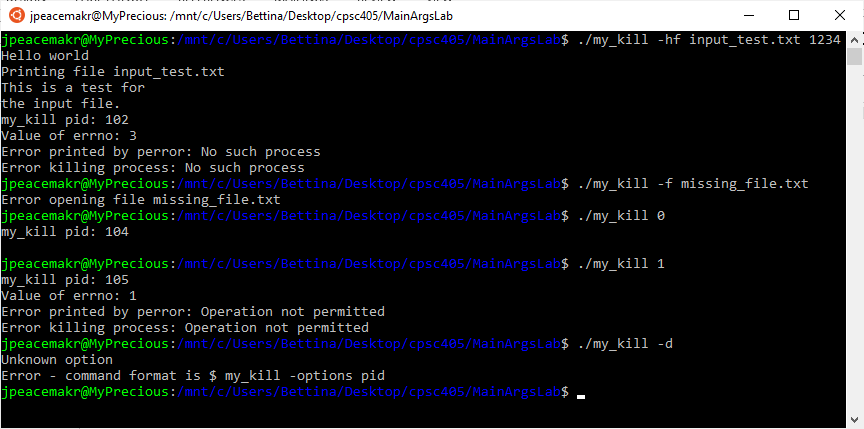 jpeacemakr@MyPrecious: /mnt/c/Users/Bettina/Desktop/cpsc405/MainArgsLab
jpeacemakr@MyPrecious:/mnt/c/Users/Bettina/Desktop/cpsc405/MainArgsLab$ ./my_kill -hf input_test.txt 1234
Hello world
Printing file input_test.txt
This is a test for
the input file.
my_kill pid: 102
Value of errno: 3
Error printed by perror: No such process
Error killing process: No such process
jpeacemakr@MyPrecious:/mnt/c/Users/Bettina/Desktop/cpsc405/MainArgsLab$ ./my_kill -f missing_file.txt
Error opening file missing_file.txt
jpeacemakr@MyPrecious:/mnt/c/Users/Bettina/Desktop/cpsc405/MainArgsLab$ ./my_kill 0
my_kill pid: 104
jpeacemakr@MyPrecious:/mnt/c/Users/Bettina/Desktop/cpsc405/MainArgsLab$ ./my_kill 1
my_kill pid: 105
Value of errno: 1
Error printed by perror: Operation not permitted
Error killing process: Operation not permitted
jpeacemakr@MyPrecious:/mnt/c/Users/Bettina/Desktop/cpsc405/MainArgsLab$ ./my_kill -d
Unknown option
Error - command format is $ my_kill -options pid
jpeacemakr@MyPrecious:/mnt/c/Users/Bettina/Desktop/cpsc405/MainArgsLab$